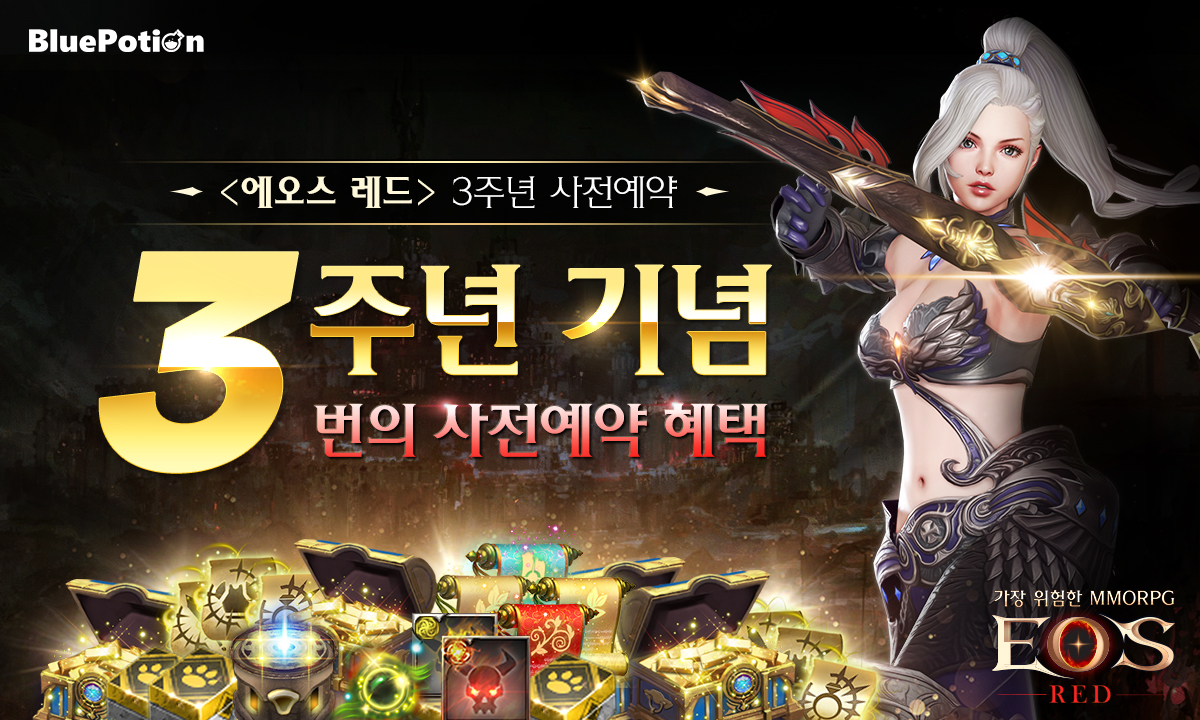 BluePotion
<에오스 레드> 3주년 사전예약
3주년 기념
번의 사전예약 혜택
가장 위험한 MMORPG
EOS
RED